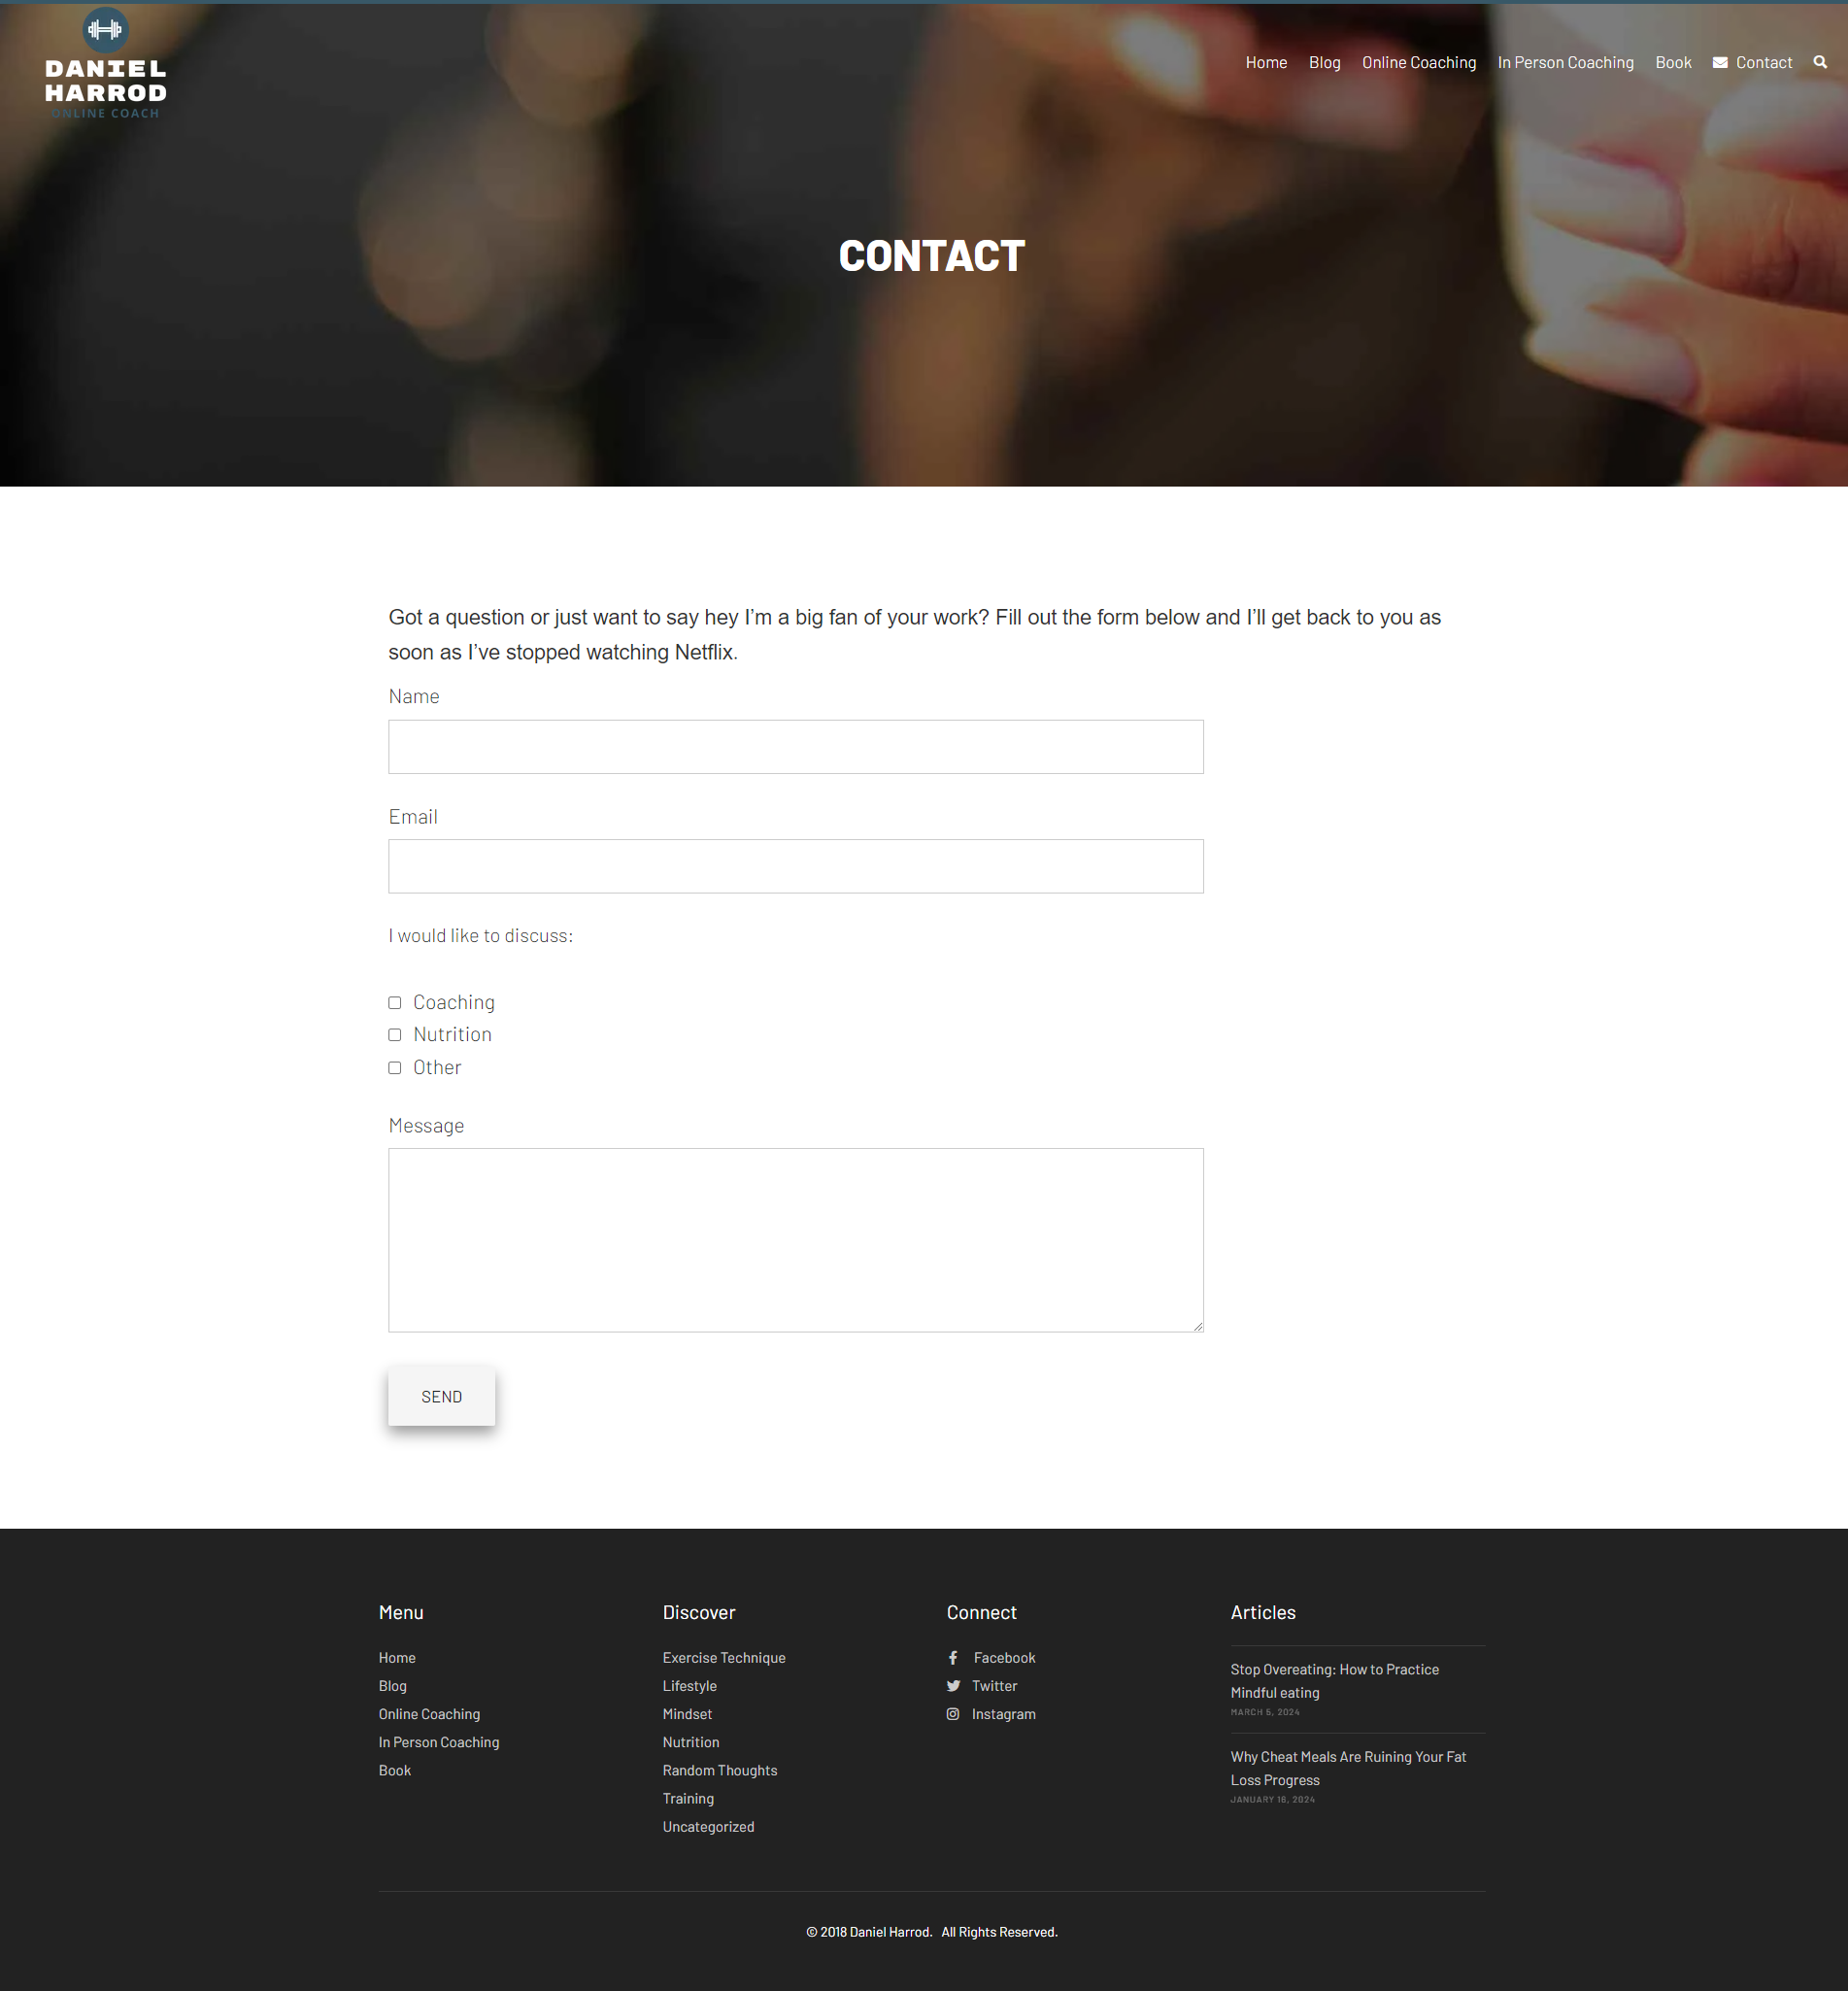 DANIEL
HARROD
ONLINE COACH
Home Blog Online Coaching In Person Coaching Book Contact
CONTACT
Got a question or just want to say hey I’m a big fan of your work? Fill out the form below and I’ll get back to you as
soon as I’ve stopped watching Netflix.
Name
Email
I would like to discuss:
Coaching
Nutrition
Other
Message
SEND
Menu
Home
Blog
Online Coaching
In Person Coaching
Book
Discover
Exercise Technique
Lifestyle
Mindset
Nutrition
Random Thoughts
Training
Uncategorized
Connect
Facebook
Twitter
Instagram
Articles
Stop Overeating: How to Practice
Mindful eating
MARCH 5, 2024
Why Cheat Meals Are Ruining Your Fat
Loss Progress
JANUARY 16, 2024
© 2018 Daniel Harrod. All Rights Reserved.